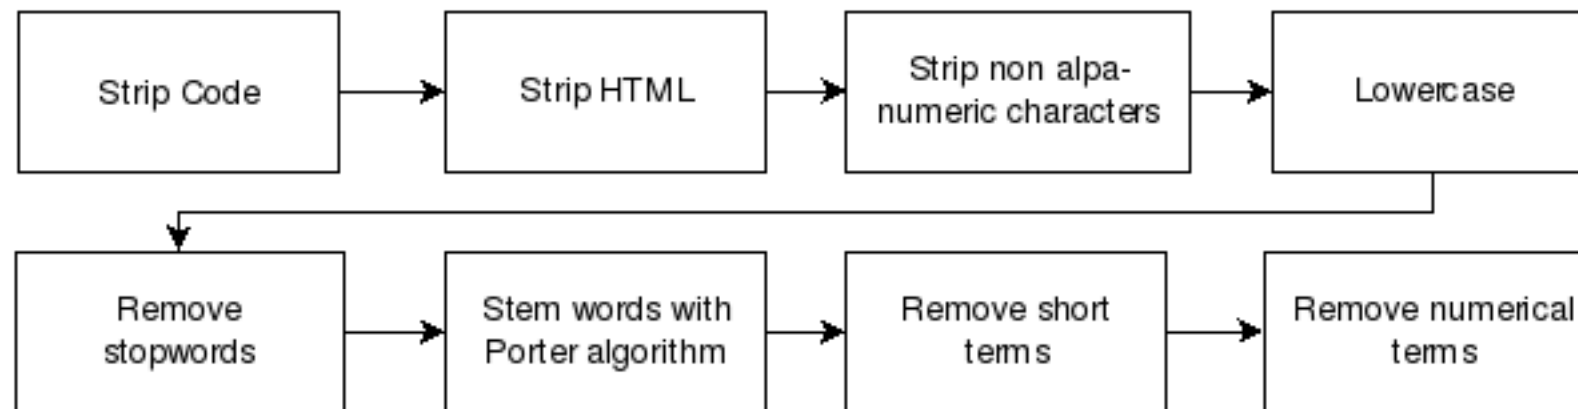 Strip Code
Strip HTML
Strip non alpa-
numeric characters
Lowercase
Remove
stopwords
Stem words with
Porter algorithm
Remove short
terms
Remove numerical
terms